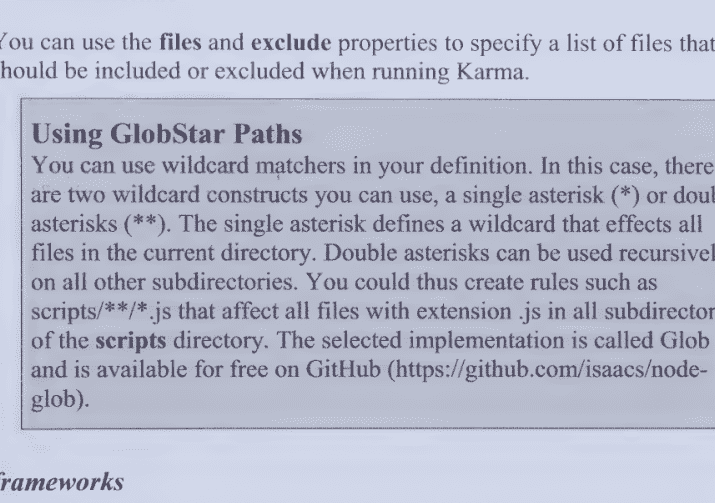 You can use the files and exclude properties to specify a list of files that
should be included or excluded when running Karma.
Using GlobStar Paths
You can use wildcard matchers in your definition. In this case, there
are two wildcard constructs you can use, a single asterisk (*) or doul
asterisks (**). The single asterisk defines a wildcard that effects all
files in the current directory. Double asterisks can be used recursivel
on all other subdirectories. You could thus create rules such as
scripts/**/*.js that affect all files with extension .js in all subdirector
of the scripts directory. The selected implementation is called Glob
and is available for free on GitHub (https://github.com/isaacs/node-
glob).
frameworks